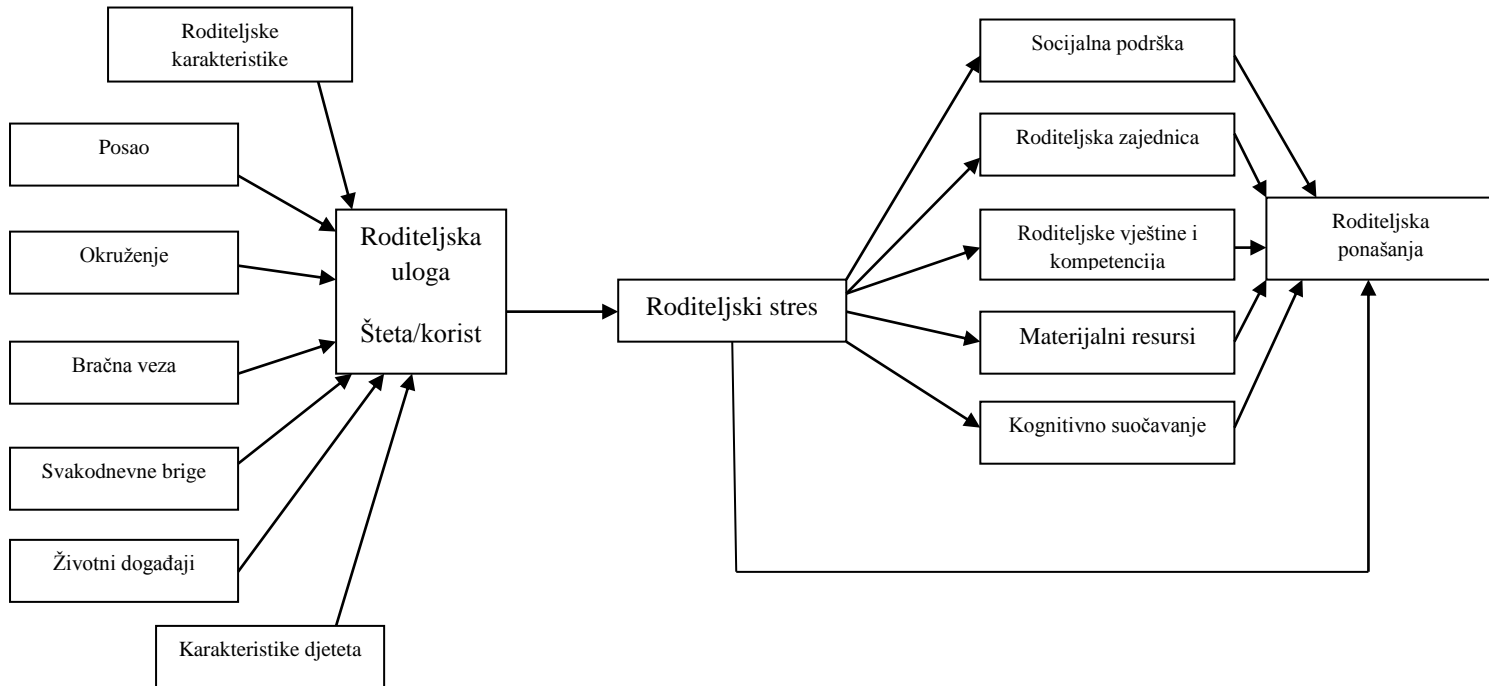 Roditeljske
karakteristike
Posao
Okruženje
Bračna veza
Svakodnevne brige
Životni događaji
Karakteristike djeteta
Roditeljska
uloga
Šteta/korist
Roditeljski stres
Socijalna podrška
Roditeljska zajednica
Roditeljske vještine i
kompetencija
Materijalni resursi
Kognitivno suočavanje
Roditeljska
ponašanja